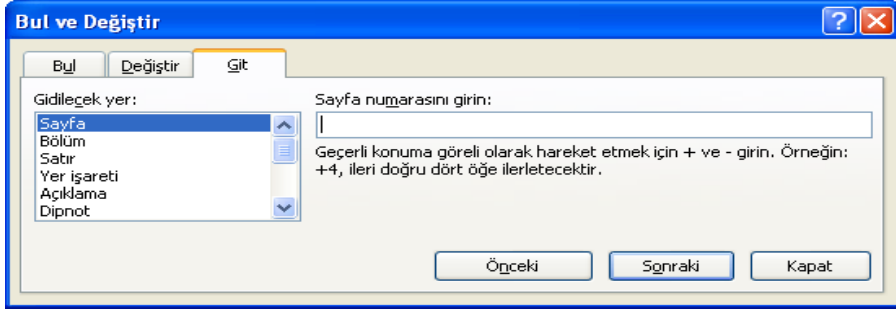 Bul ve Değiştir
Bul Değiştir Git
Gidilecek yer:
Sayfa
Bölüm
Satır
Yer işareti
Açıklama
Dipnot
Sayfa numarasını girin:
Geçerli konuma göreli olarak hareket etmek için + ve - girin. Örneğin:
+4, ileri doğru dört öğe ilerletecektir.
Önceki Sonraki Kapat